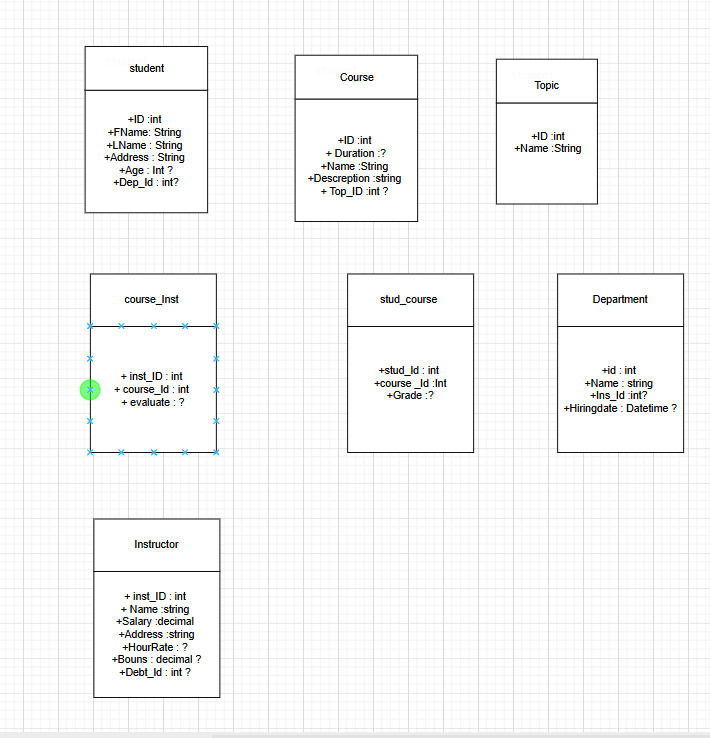 student
+ID :int
+FName: String
+LName : String
+Address : String
+Age : Int ?
+Dep_Id : int?
Course
+ID :int
+ Duration :?
+Name :String
+Descreption :string
+ Top_ID :int ?
Topic
+ID :int
+Name :String
course_Inst
+ inst_ID : int
+ course_Id : int
+ evaluate : ?
stud_course
+stud_Id : int
+course _Id :Int
+Grade :?
Department
+id : int
+Name : string
+Ins_Id :int?
+Hiringdate : Datetime ?
Instructor
+ inst_ID : int
+ Name :string
+Salary :decimal
+Address :string
+HourRate : ?
+Bouns : decimal ?
+Debt_Id : int ?